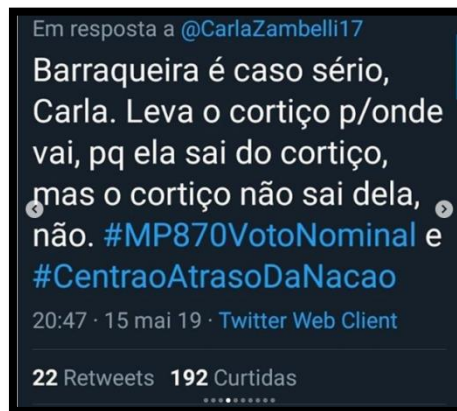 Em resposta a @CarlaZambelli17
Barraqueira é caso sério,
Carla. Leva o cortiço p/onde
vai, pq ela sai do cortiço,
mas o cortiço não sai dela,
não. #MP870VotoNominal e
#CentraoAtrasoDaNacao
20:47 · 15 mai 19 · Twitter Web Client
22 Retweets 192 Curtidas